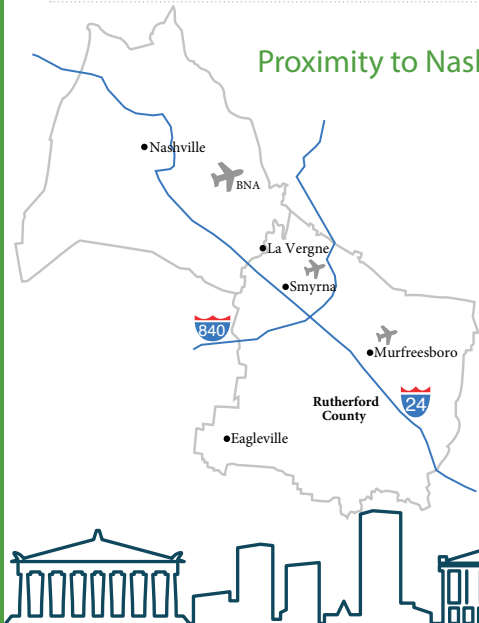 Proximity to Nash
Nashville
BNA
La Vergne
Smyrna
840
Murfreesboro
Rutherford
County
24
Eagleville